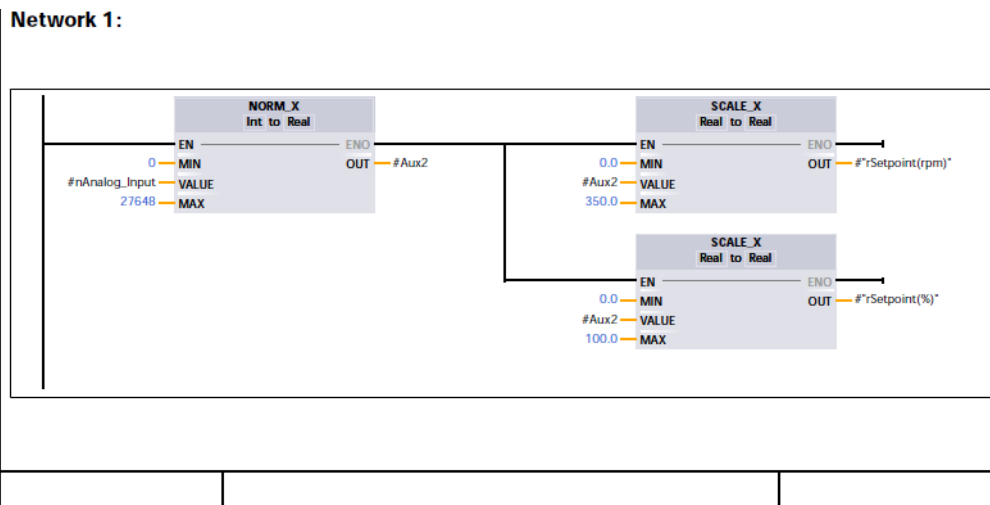 Network 1:
NORM_X
Int to Real
EN ENO
0 MIN OUT #Aux2
#nAnalog_Input VALUE
27648 MAX
SCALE_X
Real to Real
EN ENO
0.0 MIN OUT #"rSetpoint(rpm)"
#Aux2 VALUE
350.0 MAX
SCALE_X
Real to Real
EN ENO
0.0 MIN OUT #"rSetpoint(%)"
#Aux2 VALUE
100.0 MAX